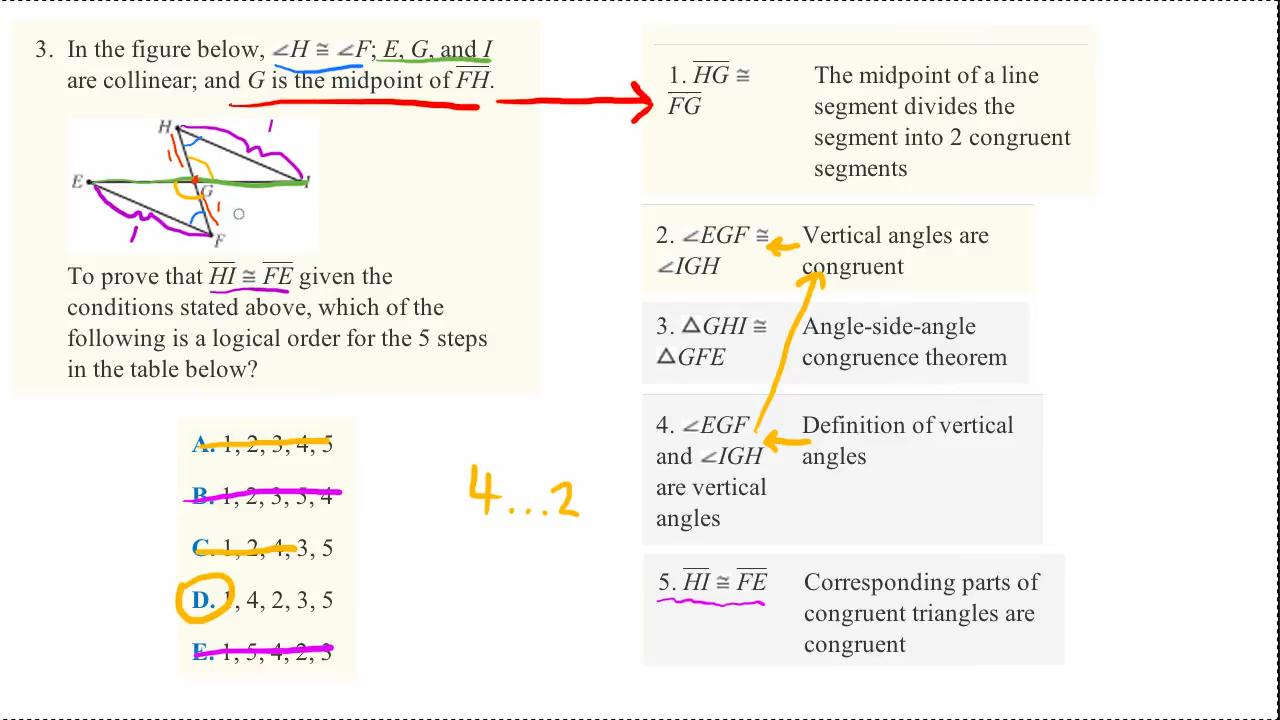 3. In the figure below, ∠H ≅ ∠F; E, G, and I
are collinear; and G is the midpoint of FH.
H
1
E
1
G
1
I
1
F
To prove that HI ≅ FE given the
conditions stated above, which of the
following is a logical order for the 5 steps
in the table below?
A. 1, 2, 3, 4, 5
B. 1, 2, 3, 5, 4
C. 1, 2, 4, 3, 5
D. 1, 4, 2, 3, 5
E. 1, 5, 4, 2, 3
4...2
1. HG ≅
FG
The midpoint of a line
segment divides the
segment into 2 congruent
segments
2. ∠EGF ≅
∠IGH
Vertical angles are
congruent
3. △GHI ≅
△GFE
Angle-side-angle
congruence theorem
4. ∠EGF
and ∠IGH
are vertical
angles
Definition of vertical
angles
5. HI ≅ FE
Corresponding parts of
congruent triangles are
congruent